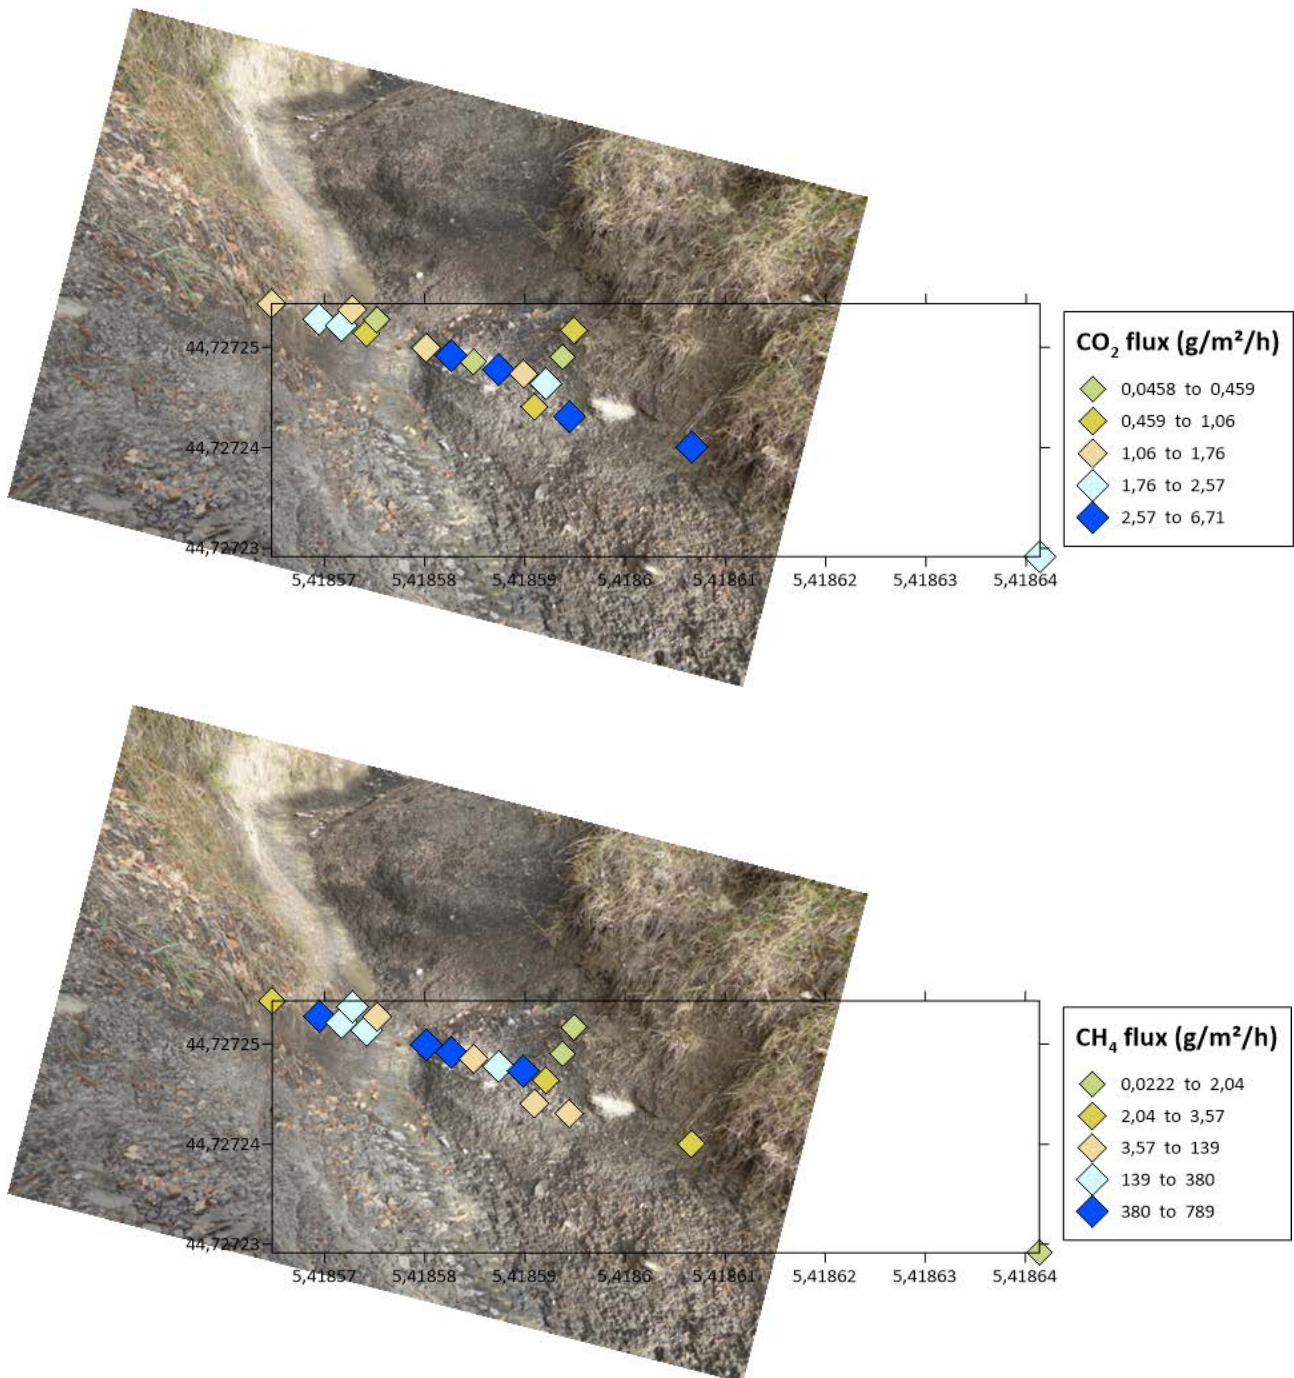 CO₂ flux (g/m²/h)
0,0458 to 0,459
0,459 to 1,06
1,06 to 1,76
1,76 to 2,57
2,57 to 6,71
44,72725
44,72724
44,72723
5,41857 5,41858 5,41859 5,4186 5,41861 5,41862 5,41863 5,41864
CH₄ flux (g/m²/h)
0,0222 to 2,04
2,04 to 3,57
3,57 to 139
139 to 380
380 to 789
44,72725
44,72724
44,72723
5,41857 5,41858 5,41859 5,4186 5,41861 5,41862 5,41863 5,41864